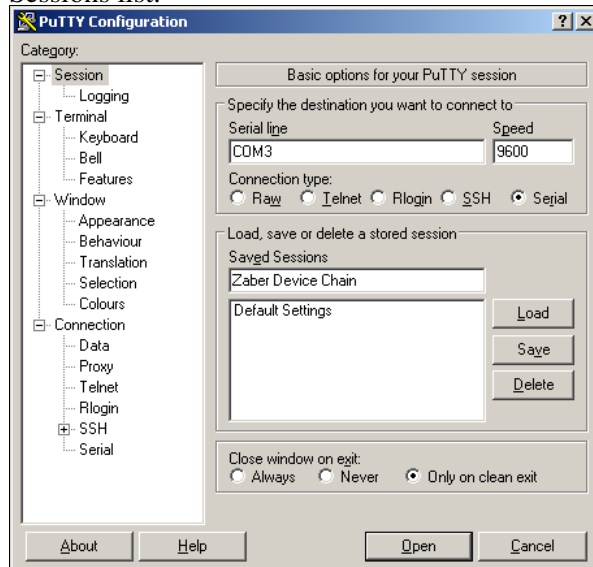 Sessions list.
PuTTY Configuration
Category:
Session
Logging
Terminal
Keyboard
Bell
Features
Window
Appearance
Behaviour
Translation
Selection
Colours
Connection
Data
Proxy
Telnet
Rlogin
SSH
Serial
Basic options for your PuTTY session
Specify the destination you want to connect to
Serial line Speed
COM3 9600
Connection type:
Raw Telnet Rlogin SSH Serial
Load, save or delete a stored session
Saved Sessions
Zaber Device Chain
Default Settings
Load
Save
Delete
Close window on exit:
Always Never Only on clean exit
About Help Open Cancel